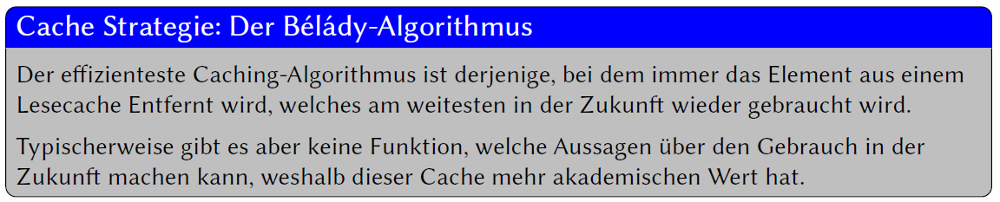 Cache Strategie: Der Bélády-Algorithmus
Der effizienteste Caching-Algorithmus ist derjenige, bei dem immer das Element aus einem
Lesecache Entfernt wird, welches am weitesten in der Zukunft wieder gebraucht wird.
Typischerweise gibt es aber keine Funktion, welche Aussagen über den Gebrauch in der
Zukunft machen kann, weshalb dieser Cache mehr akademischen Wert hat.